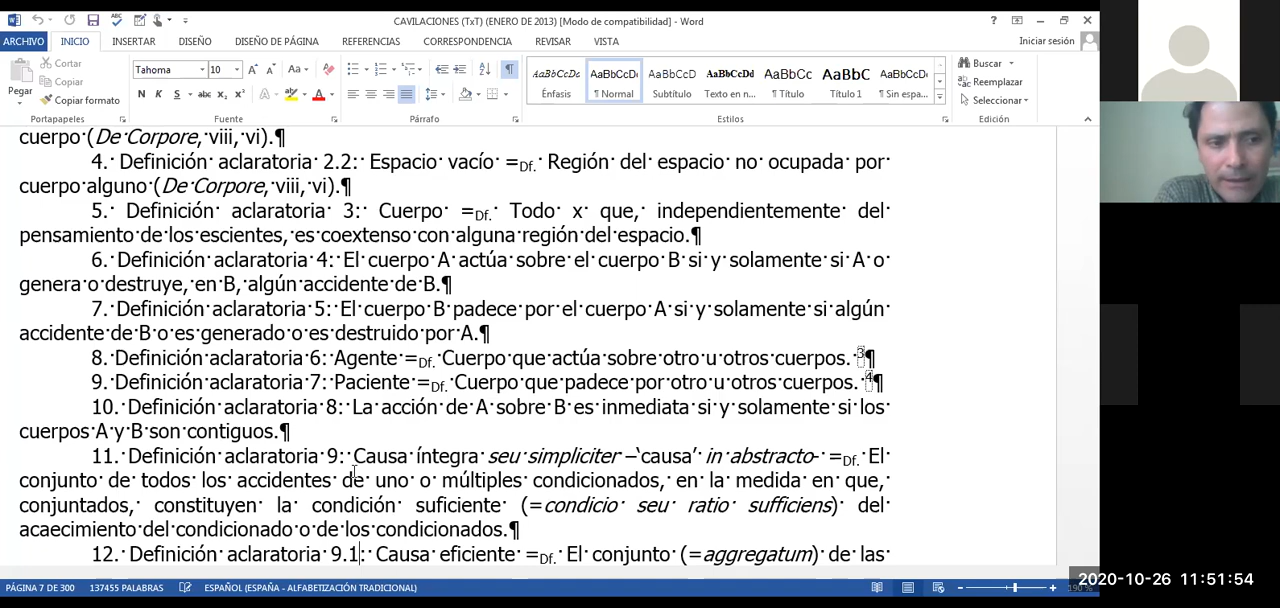 CAVILACIONES (TxT) (ENERO DE 2013) [Modo de compatibilidad] - Word
ARCHIVO INICIO INSERTAR DISEÑO DISEÑO DE PÁGINA REFERENCIAS CORRESPONDENCIA REVISAR VISTA Iniciar sesión
Pegar
Cortar
Copiar
Copiar formato
Portapapeles
Tahoma 10
N K S abc x₂ x²
Fuente
Párrafo
AaBbCcDc AaBbCcDc AaBbCcD AaBbCcDd AaBbCcD AaBbC AaBbCcD
Énfasis ¶ Normal Subtítulo Texto en n... ¶ Título Título 1 ¶ Sin espa...
Estilos
Buscar
Reemplazar
Seleccionar
Edición
cuerpo (De Corpore, viii, vi).¶
4. Definición aclaratoria 2.2: Espacio vacío =Df. Región del espacio no ocupada por
cuerpo alguno (De Corpore, viii, vi).¶
5. Definición aclaratoria 3: Cuerpo =Df. Todo x que, independientemente del
pensamiento de los escientes, es coextenso con alguna región del espacio.¶
6. Definición aclaratoria 4: El cuerpo A actúa sobre el cuerpo B si y solamente si A o
genera o destruye, en B, algún accidente de B.¶
7. Definición aclaratoria 5: El cuerpo B padece por el cuerpo A si y solamente si algún
accidente de B o es generado o es destruido por A.¶
8. Definición aclaratoria 6: Agente =Df. Cuerpo que actúa sobre otro u otros cuerpos. 3¶
9. Definición aclaratoria 7: Paciente =Df. Cuerpo que padece por otro u otros cuerpos. 4¶
10. Definición aclaratoria 8: La acción de A sobre B es inmediata si y solamente si los
cuerpos A y B son contiguos.¶
11. Definición aclaratoria 9: Causa íntegra seu simpliciter –‘causa’ in abstracto- =Df. El
conjunto de todos los accidentes de uno o múltiples condicionados, en la medida en que,
conjuntados, constituyen la condición suficiente (=condicio seu ratio sufficiens) del
acaecimiento del condicionado o de los condicionados.¶
12. Definición aclaratoria 9.1: Causa eficiente =Df. El conjunto (=aggregatum) de las
PÁGINA 7 DE 300 137455 PALABRAS ESPAÑOL (ESPAÑA - ALFABETIZACIÓN TRADICIONAL) 190 %
2020-10-26 11:51:54